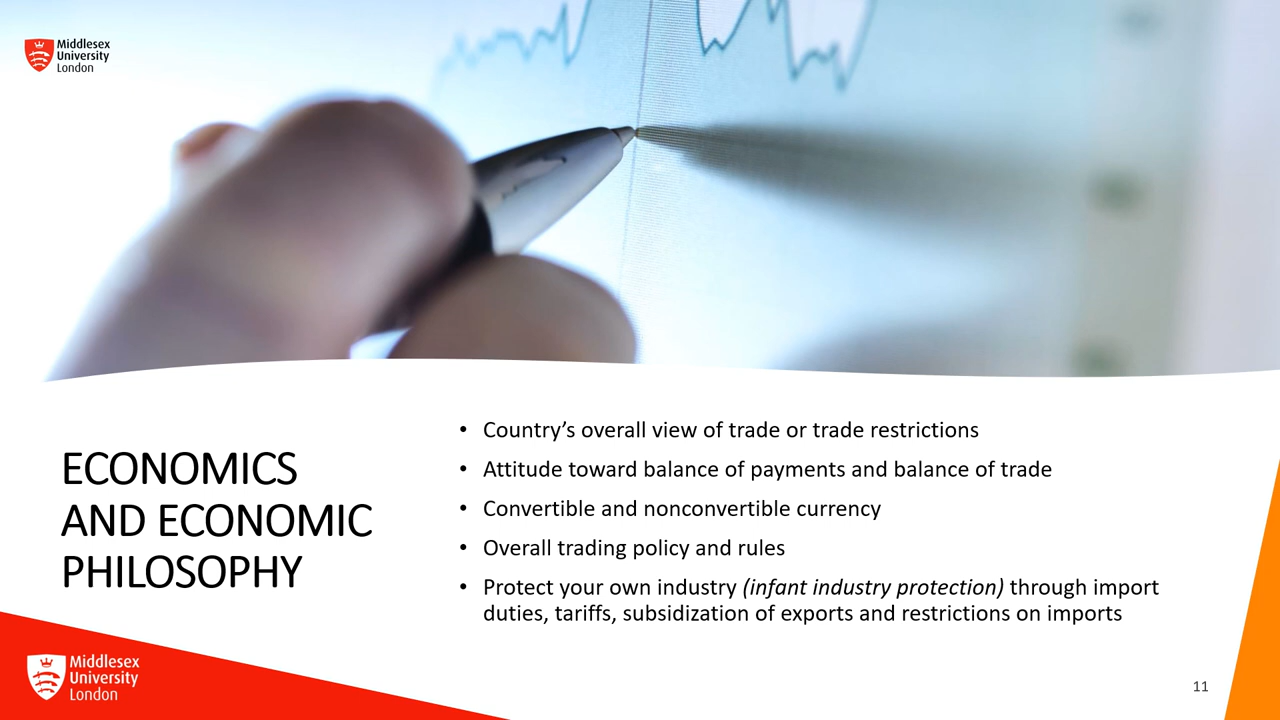 Middlesex
University
London
ECONOMICS
AND ECONOMIC
PHILOSOPHY
• Country’s overall view of trade or trade restrictions
• Attitude toward balance of payments and balance of trade
• Convertible and nonconvertible currency
• Overall trading policy and rules
• Protect your own industry (infant industry protection) through import
duties, tariffs, subsidization of exports and restrictions on imports
Middlesex
University
London
11